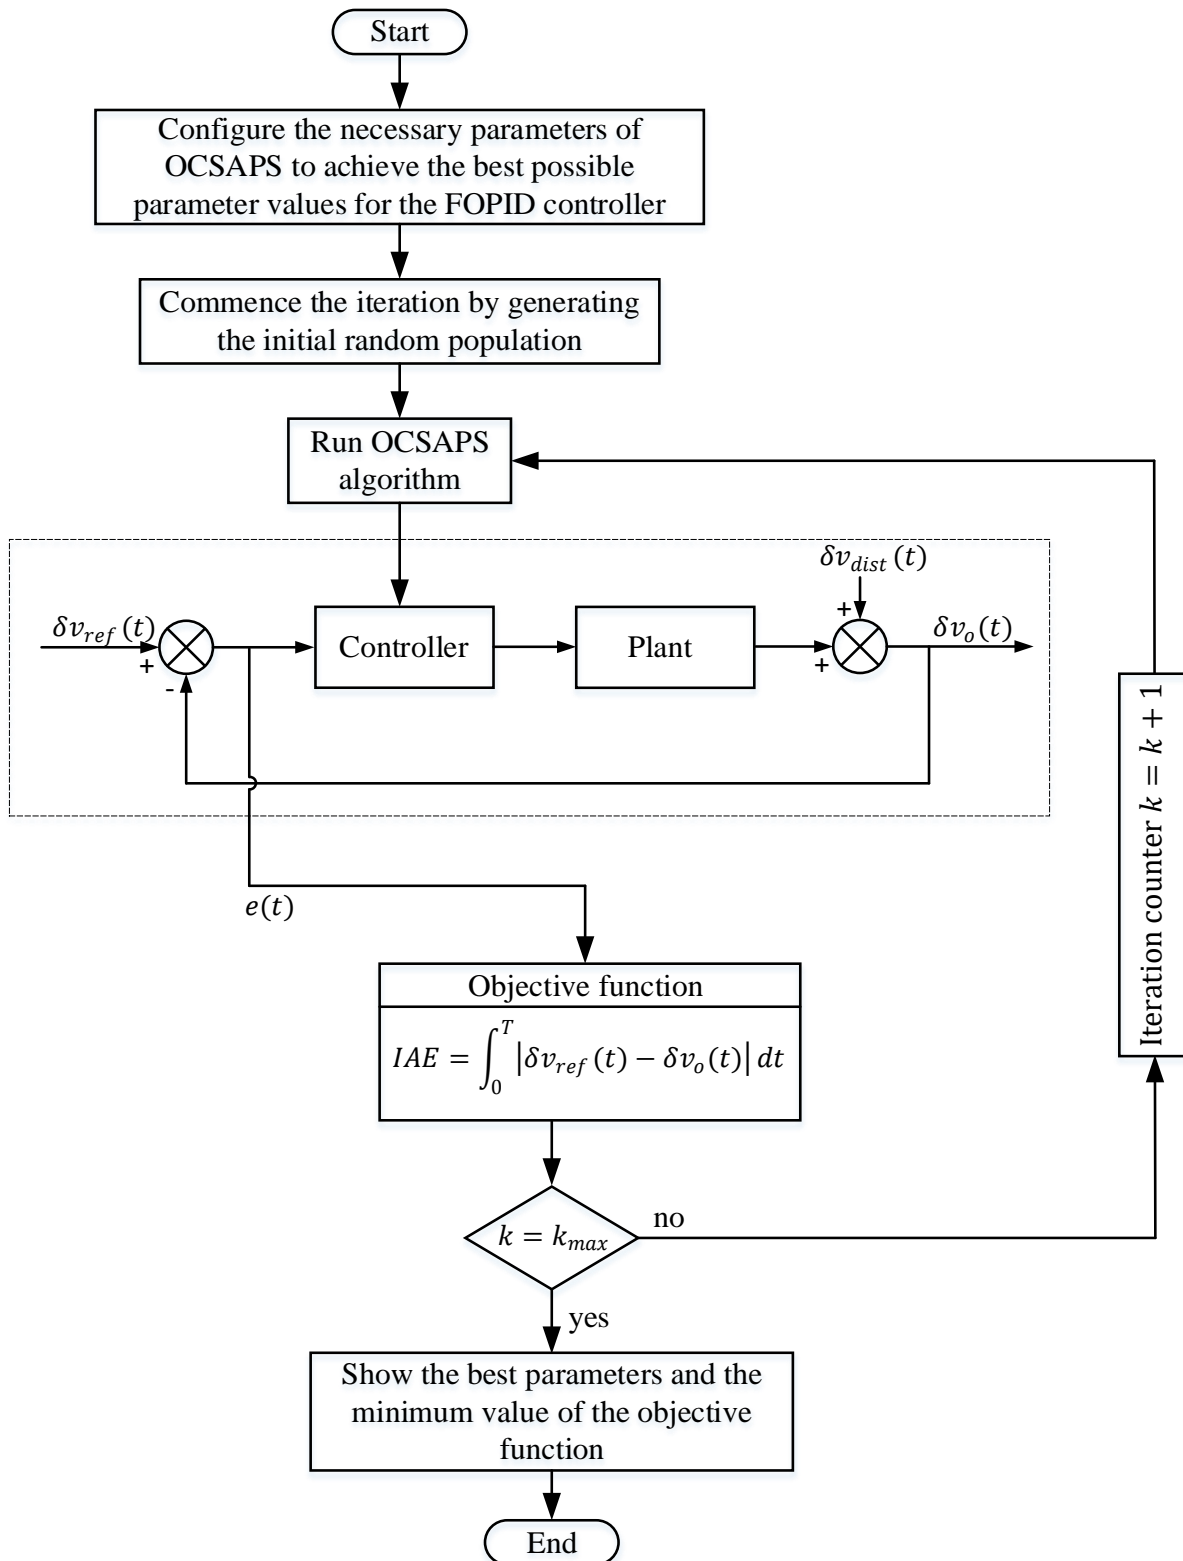 Start
Configure the necessary parameters of
OCSAPS to achieve the best possible
parameter values for the FOPID controller
Commence the iteration by generating
the initial random population
Run OCSAPS
algorithm
δv_dist(t)
+
δv_ref(t)
+
-
Controller
Plant
+
δv_o(t)
e(t)
Iteration counter k = k + 1
Objective function
IAE = ∫_0^T |δv_ref(t) − δv_o(t)| dt
k = k_max
no
yes
Show the best parameters and the
minimum value of the objective
function
End